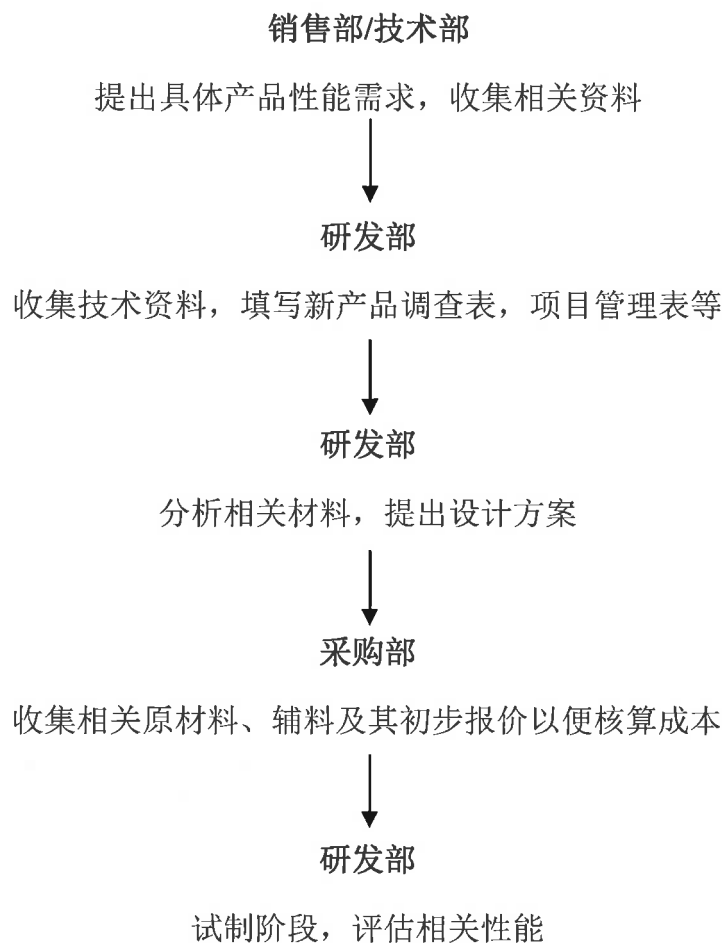 销售部/技术部
提出具体产品性能需求，收集相关资料
研发部
收集技术资料，填写新产品调查表，项目管理表等
研发部
分析相关材料，提出设计方案
采购部
收集相关原材料、辅料及其初步报价以便核算成本
研发部
试制阶段，评估相关性能